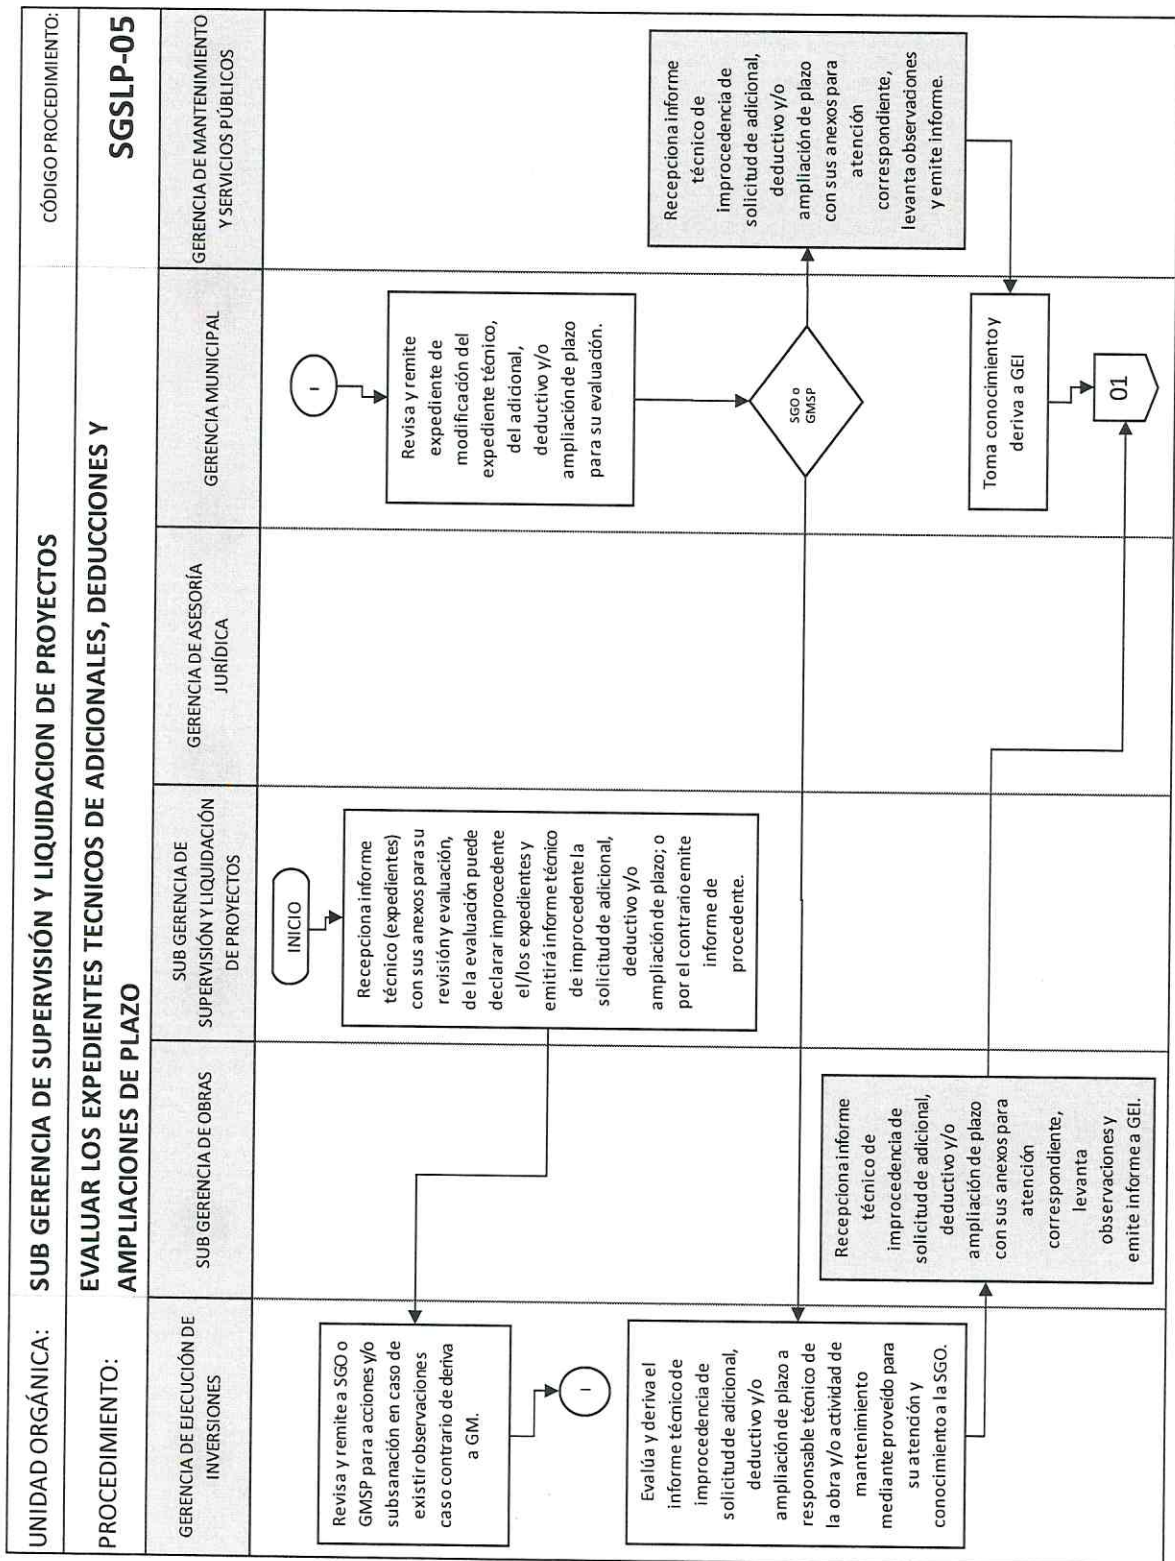 UNIDAD ORGÁNICA: SUB GERENCIA DE SUPERVISIÓN Y LIQUIDACION DE PROYECTOS
CÓDIGO PROCEDIMIENTO:
PROCEDIMIENTO: EVALUAR LOS EXPEDIENTES TECNICOS DE ADICIONALES, DEDUCCIONES Y
AMPLIACIONES DE PLAZO
SGSLP-05
GERENCIA DE EJECUCIÓN DE
INVERSIONES
SUB GERENCIA DE OBRAS
SUB GERENCIA DE
SUPERVISIÓN Y LIQUIDACIÓN
DE PROYECTOS
GERENCIA DE ASESORÍA
JURÍDICA
GERENCIA MUNICIPAL
GERENCIA DE MANTENIMIENTO
Y SERVICIOS PÚBLICOS
INICIO
Recepciona informe
técnico (expedientes)
con sus anexos para su
revisión y evaluación,
de la evaluación puede
declarar improcedente
el/los expedientes y
emitirá informe técnico
de improcedente la
solicitud de adicional,
deductivo y/o
ampliación de plazo; o
por el contrario emite
informe de
procedente.
Revisa y remite a SGO o
GMSP para acciones y/o
subsanación en caso de
existir observaciones
caso contrario de deriva
a GM.
I
I
Revisa y remite
expediente de
modificación del
expediente técnico,
del adicional,
deductivo y/o
ampliación de plazo
para su evaluación.
SGO o
GMSP
Recepciona informe
técnico de
improcedencia de
solicitud de adicional,
deductivo y/o
ampliación de plazo
con sus anexos para
atención
correspondiente,
levanta observaciones
y emite informe.
Evalúa y deriva el
informe técnico de
improcedencia de
solicitud de adicional,
deductivo y/o
ampliación de plazo a
responsable técnico de
la obra y/o actividad de
mantenimiento
mediante proveído para
su atención y
conocimiento a la SGO.
Recepciona informe
técnico de
improcedencia de
solicitud de adicional,
deductivo y/o
ampliación de plazo
con sus anexos para
atención
correspondiente,
levanta
observaciones y
emite informe a GEI.
Toma conocimiento y
deriva a GEI
01